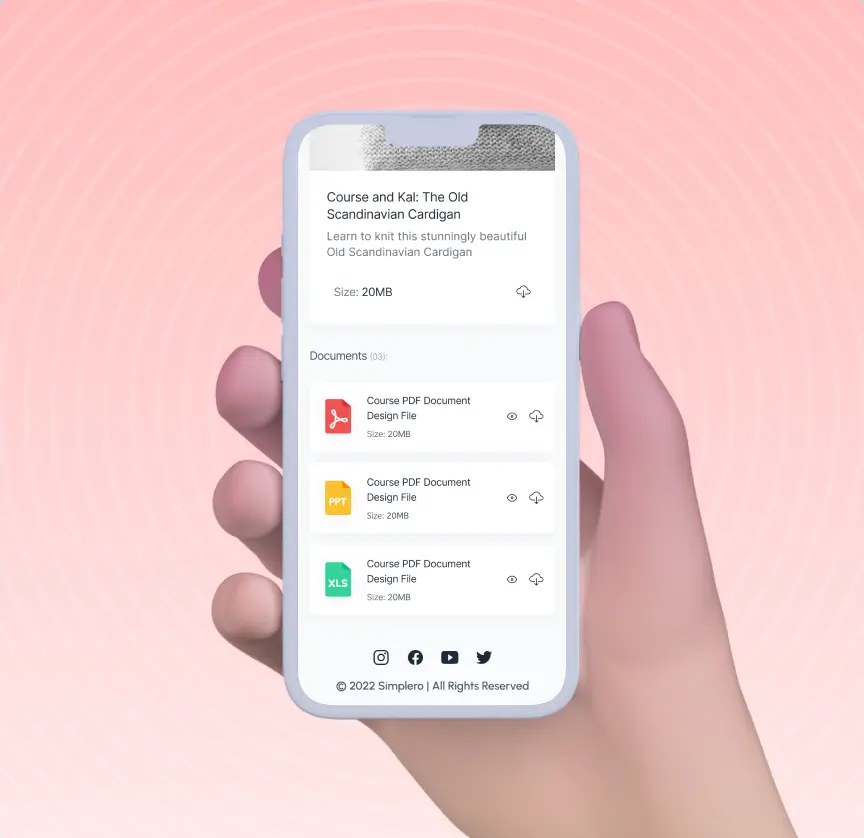 Course and Kal: The Old
Scandinavian Cardigan
Learn to knit this stunningly beautiful
Old Scandinavian Cardigan
Size: 20MB
Documents (03):
Course PDF Document
Design File
Size: 20MB
PPT
Course PDF Document
Design File
Size: 20MB
XLS
Course PDF Document
Design File
Size: 20MB
© 2022 Simplero | All Rights Reserved